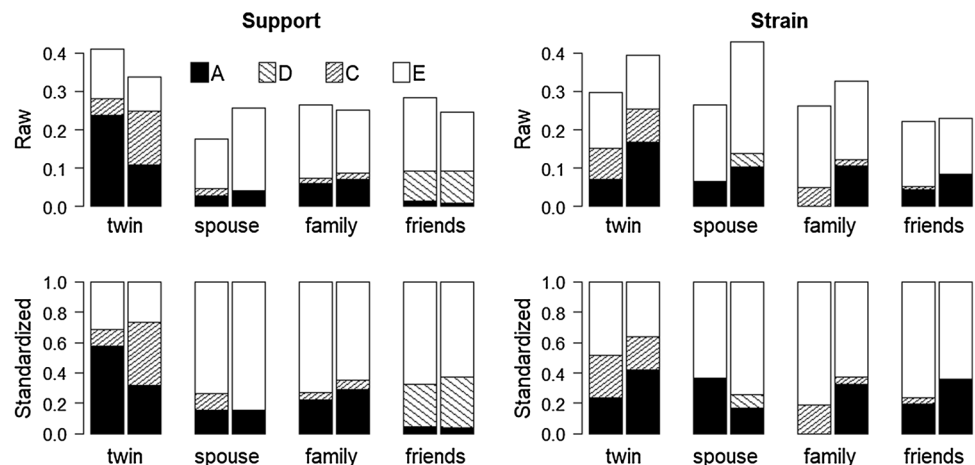 Support
Strain
Raw
0.4
0.3
0.2
0.1
0.0
A
D
C
E
twin
spouse
family
friends
Raw
0.4
0.3
0.2
0.1
0.0
twin
spouse
family
friends
Standardized
1.0
0.8
0.6
0.4
0.2
0.0
twin
spouse
family
friends
Standardized
1.0
0.8
0.6
0.4
0.2
0.0
twin
spouse
family
friends